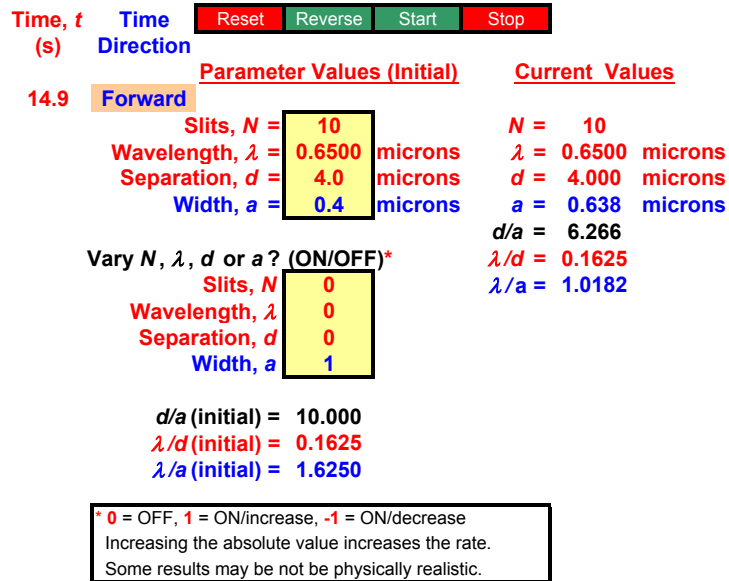 Time, t Time Reset Reverse Start Stop
(s) Direction
Parameter Values (Initial) Current Values
14.9 Forward
Slits, N = 10 N = 10
Wavelength, λ = 0.6500 microns λ = 0.6500 microns
Separation, d = 4.0 microns d = 4.000 microns
Width, a = 0.4 microns a = 0.638 microns
d/a = 6.266
Vary N, λ, d or a? (ON/OFF)* λ/d = 0.1625
Slits, N 0 λ/a = 1.0182
Wavelength, λ 0
Separation, d 0
Width, a 1
d/a (initial) = 10.000
λ/d (initial) = 0.1625
λ/a (initial) = 1.6250
* 0 = OFF, 1 = ON/increase, -1 = ON/decrease
Increasing the absolute value increases the rate.
Some results may be not be physically realistic.